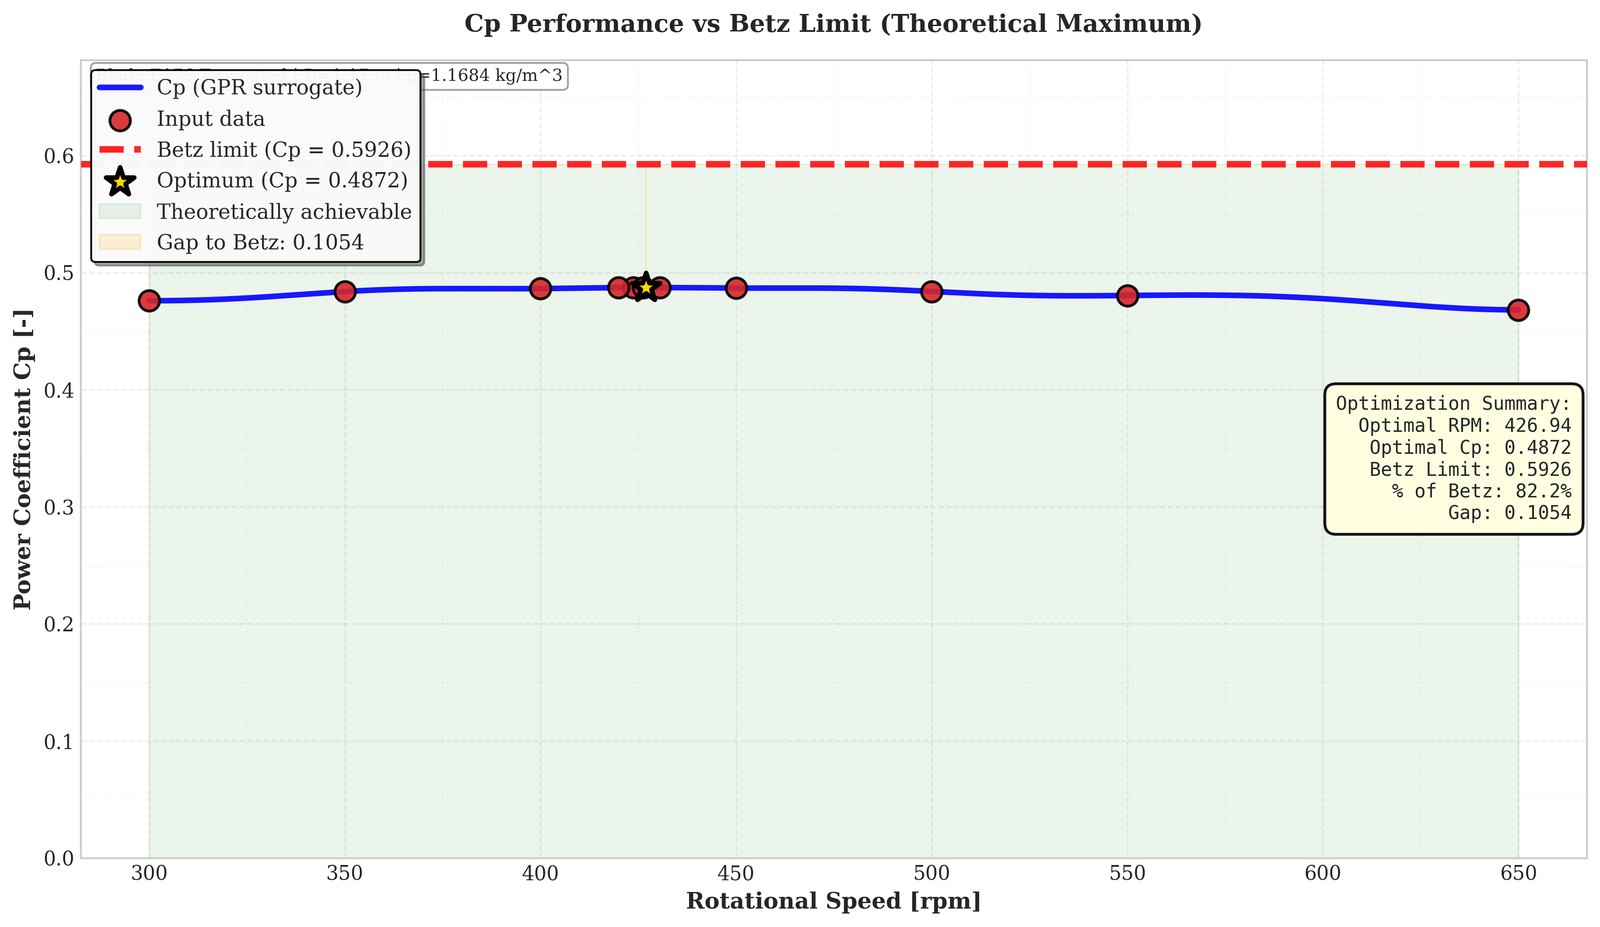 Cp Performance vs Betz Limit (Theoretical Maximum)
=1.1684 kg/m^3
Cp (GPR surrogate)
Input data
Betz limit (Cp = 0.5926)
Optimum (Cp = 0.4872)
Theoretically achievable
Gap to Betz: 0.1054
Power Coefficient Cp [-]
0.6
0.5
0.4
0.3
0.2
0.1
0.0
Optimization Summary:
Optimal RPM: 426.94
Optimal Cp: 0.4872
Betz Limit: 0.5926
% of Betz: 82.2%
Gap: 0.1054
300
350
400
450
500
550
600
650
Rotational Speed [rpm]